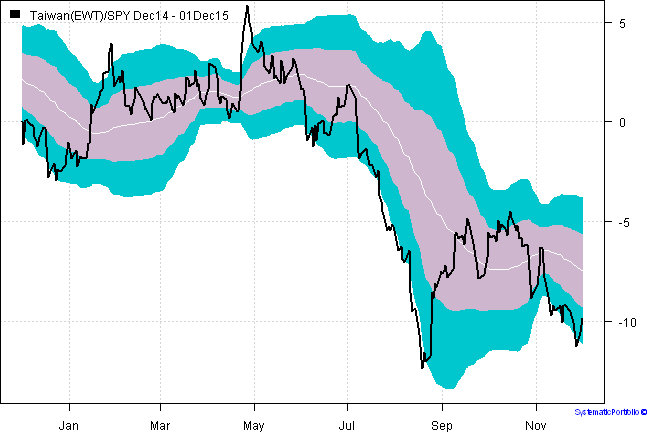 Taiwan(EWT)/SPY Dec14 - 01Dec15
5
0
-5
-10
Jan Mar May Jul Sep Nov
SystematicPortfolio ©